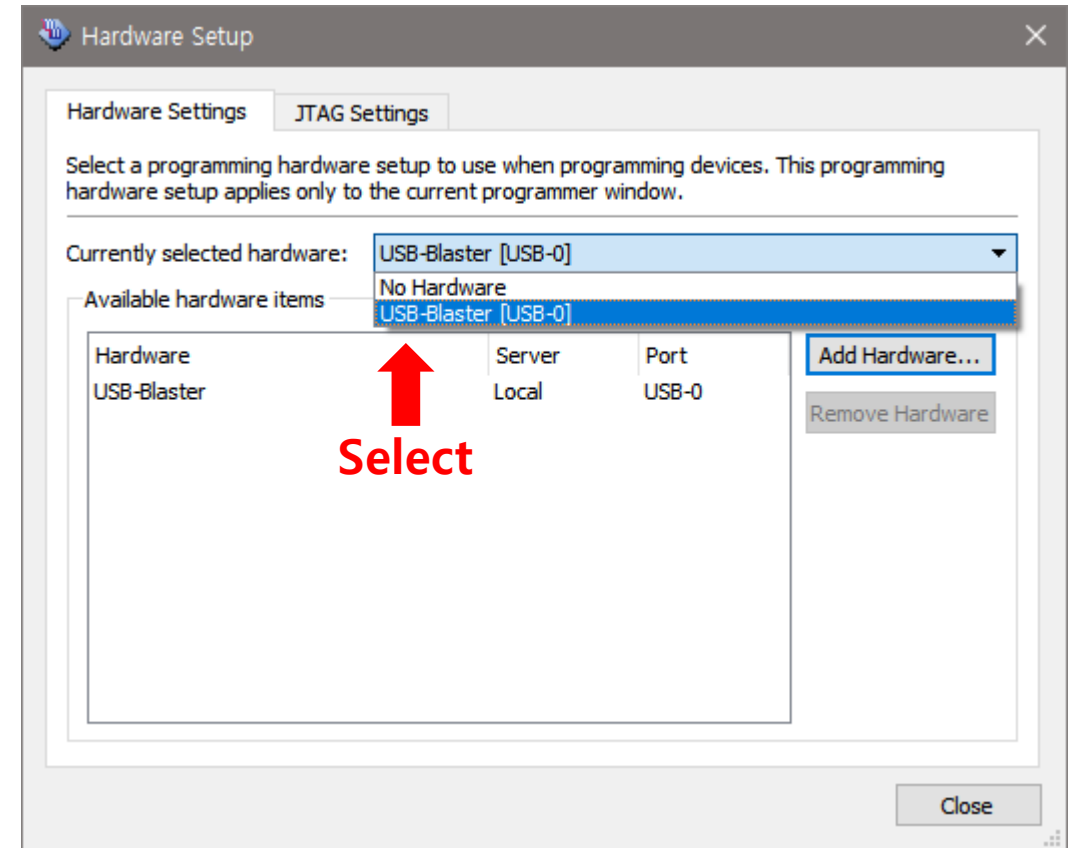 Hardware Setup
Hardware Settings
JTAG Settings
Select a programming hardware setup to use when programming devices. This programming
hardware setup applies only to the current programmer window.
Currently selected hardware:
USB-Blaster [USB-0]
No Hardware
USB-Blaster [USB-0]
Available hardware items
Hardware Server Port
USB-Blaster Local USB-0
Add Hardware...
Remove Hardware
Select
Close